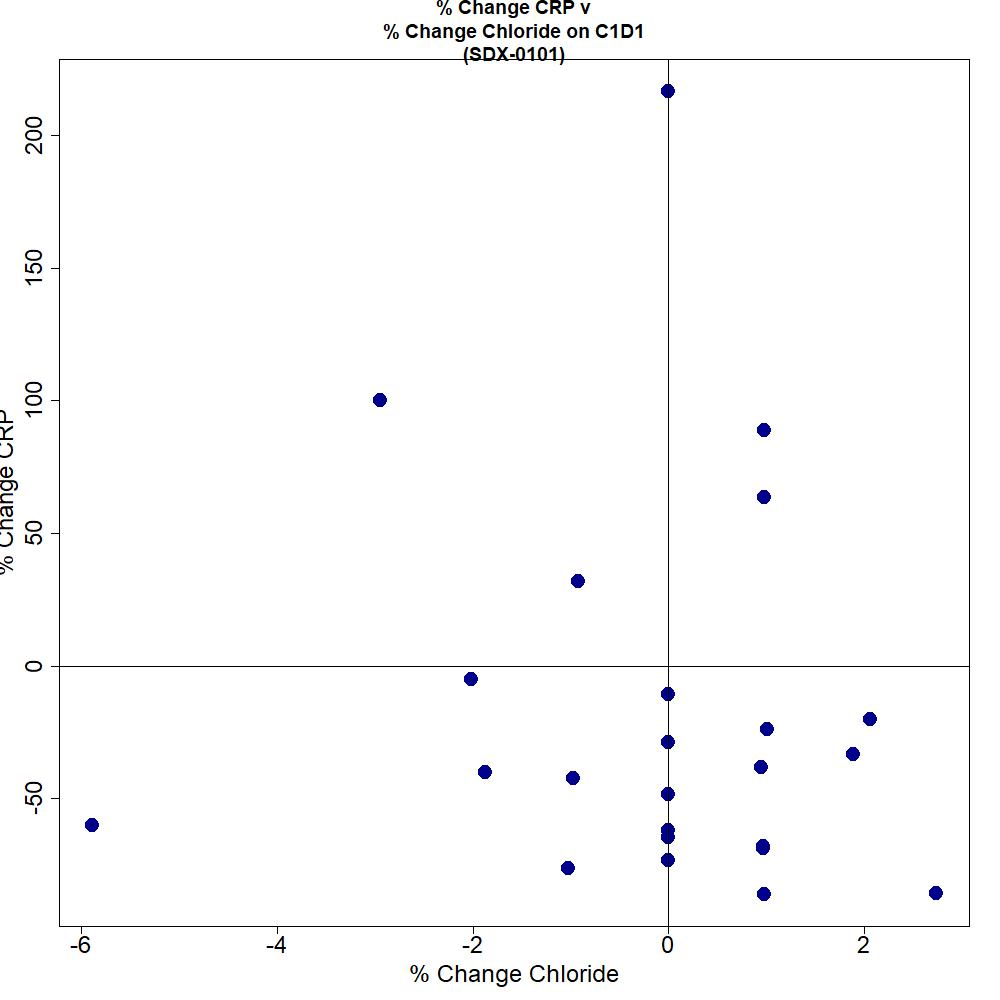 % Change CRP v
% Change Chloride on C1D1
(SDX-0101)
200
150
100
50
0
-50
% Change CRP
-6
-4
-2
0
2
% Change Chloride